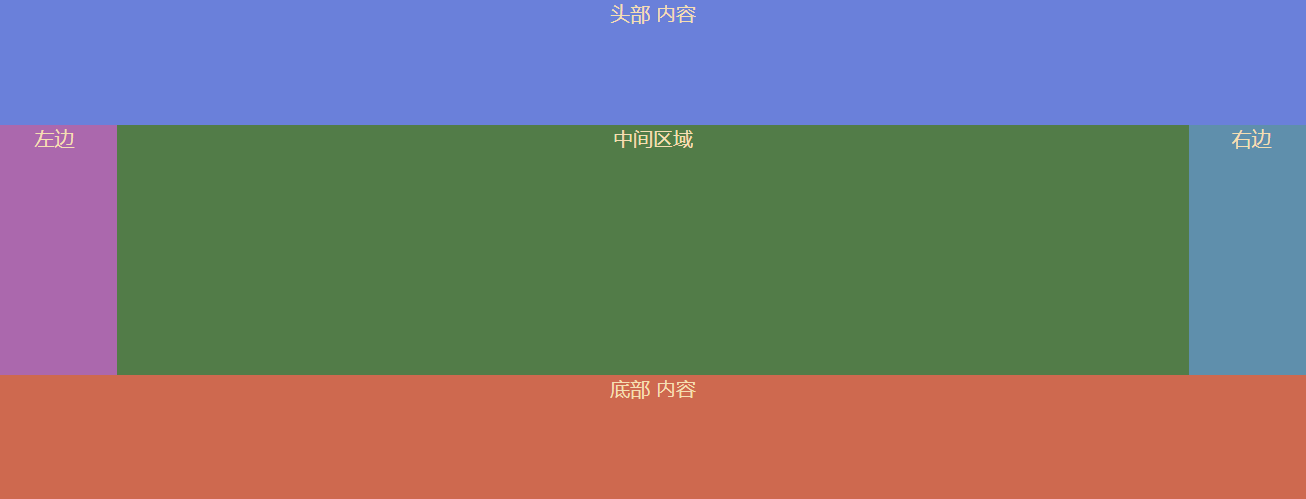 头部 内容
左边
中间区域
右边
底部 内容